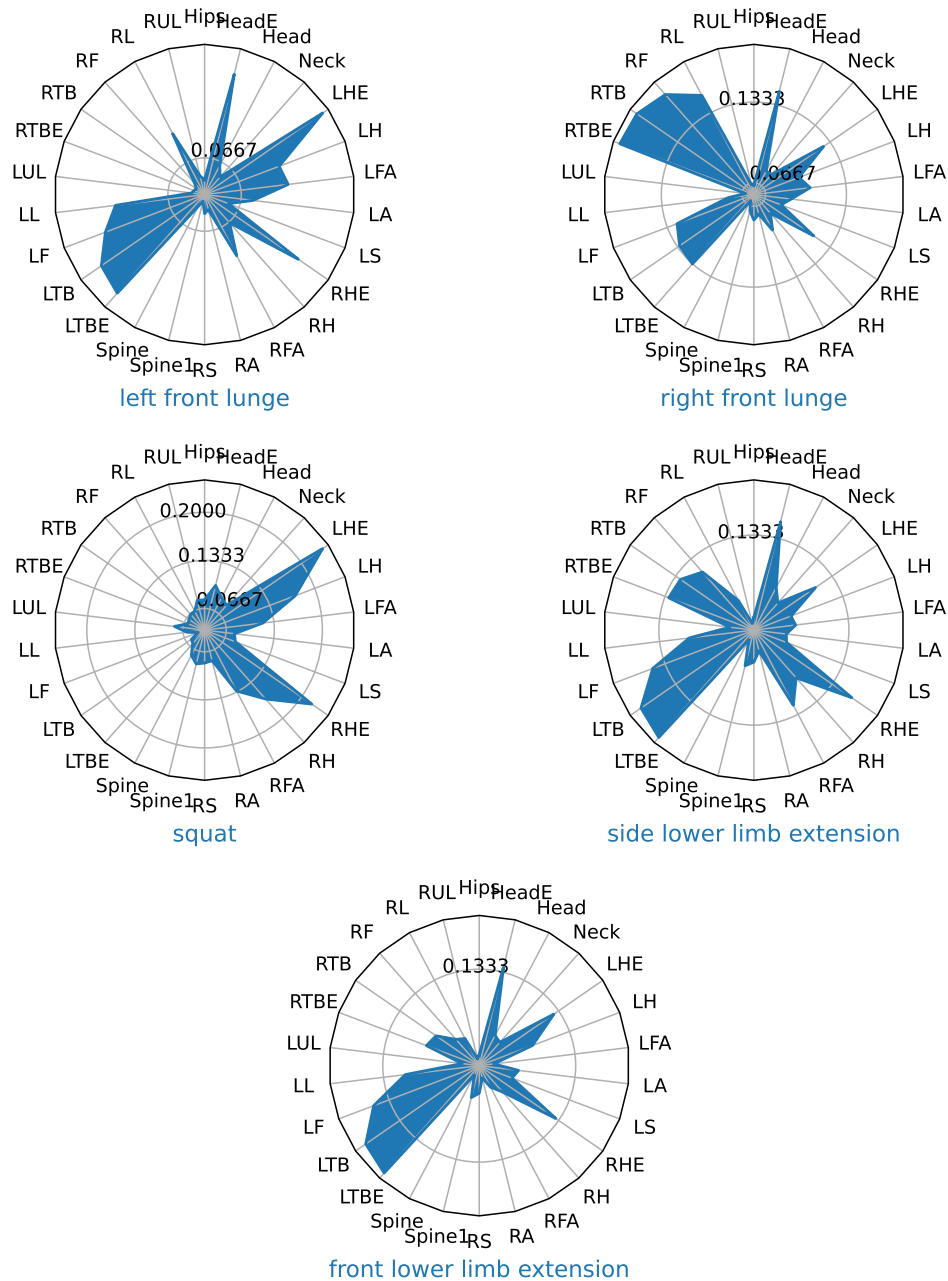 Hips
HeadE
Head
Neck
LHE
LH
LFA
LA
LS
RHE
RH
RFA
RA
RS
Spine1
Spine
LTBE
LTB
LF
LL
LUL
RTBE
RTB
RF
RL
RUL
0.0667
left front lunge
Hips
HeadE
Head
Neck
LHE
LH
LFA
LA
LS
RHE
RH
RFA
RA
RS
Spine1
Spine
LTBE
LTB
LF
LL
LUL
RTBE
RTB
RF
RL
RUL
0.1333
0.0667
right front lunge
Hips
HeadE
Head
Neck
LHE
LH
LFA
LA
LS
RHE
RH
RFA
RA
RS
Spine1
Spine
LTBE
LTB
LF
LL
LUL
RTBE
RTB
RF
RL
RUL
0.2000
0.1333
0.0667
squat
Hips
HeadE
Head
Neck
LHE
LH
LFA
LA
LS
RHE
RH
RFA
RA
RS
Spine1
Spine
LTBE
LTB
LF
LL
LUL
RTBE
RTB
RF
RL
RUL
0.1333
side lower limb extension
Hips
HeadE
Head
Neck
LHE
LH
LFA
LA
LS
RHE
RH
RFA
RA
RS
Spine1
Spine
LTBE
LTB
LF
LL
LUL
RTBE
RTB
RF
RL
RUL
0.1333
front lower limb extension